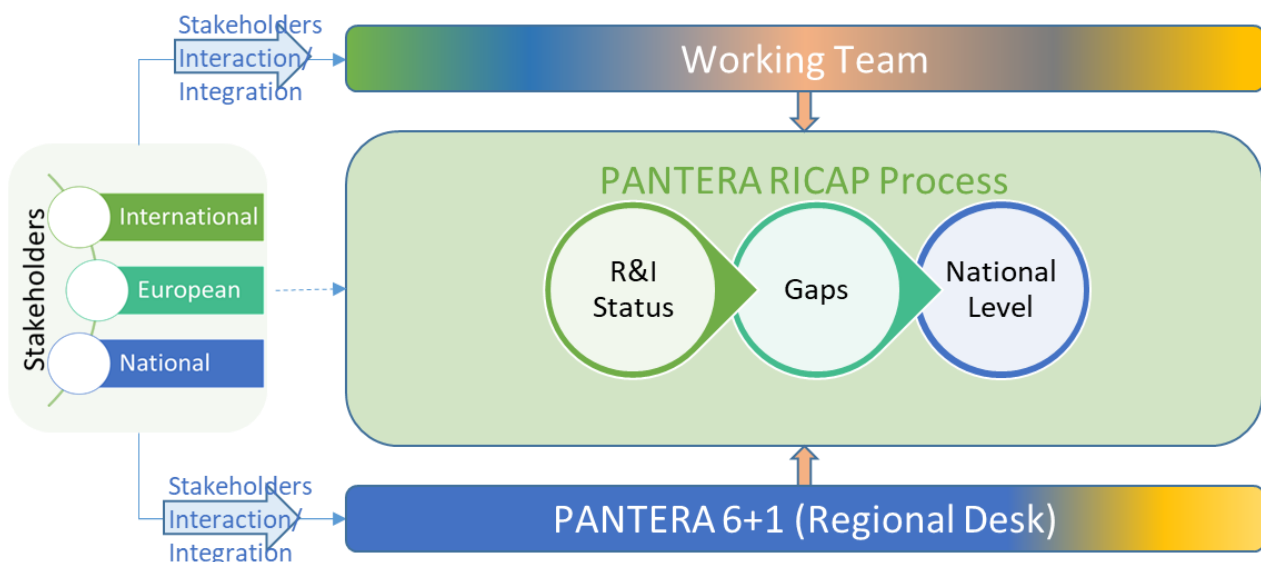 Stakeholders
Interaction/
Integration
Working Team
Stakeholders
International
European
National
PANTERA RICAP Process
R&I
Status
Gaps
National
Level
Stakeholders
Interaction/
Integration
PANTERA 6+1 (Regional Desk)